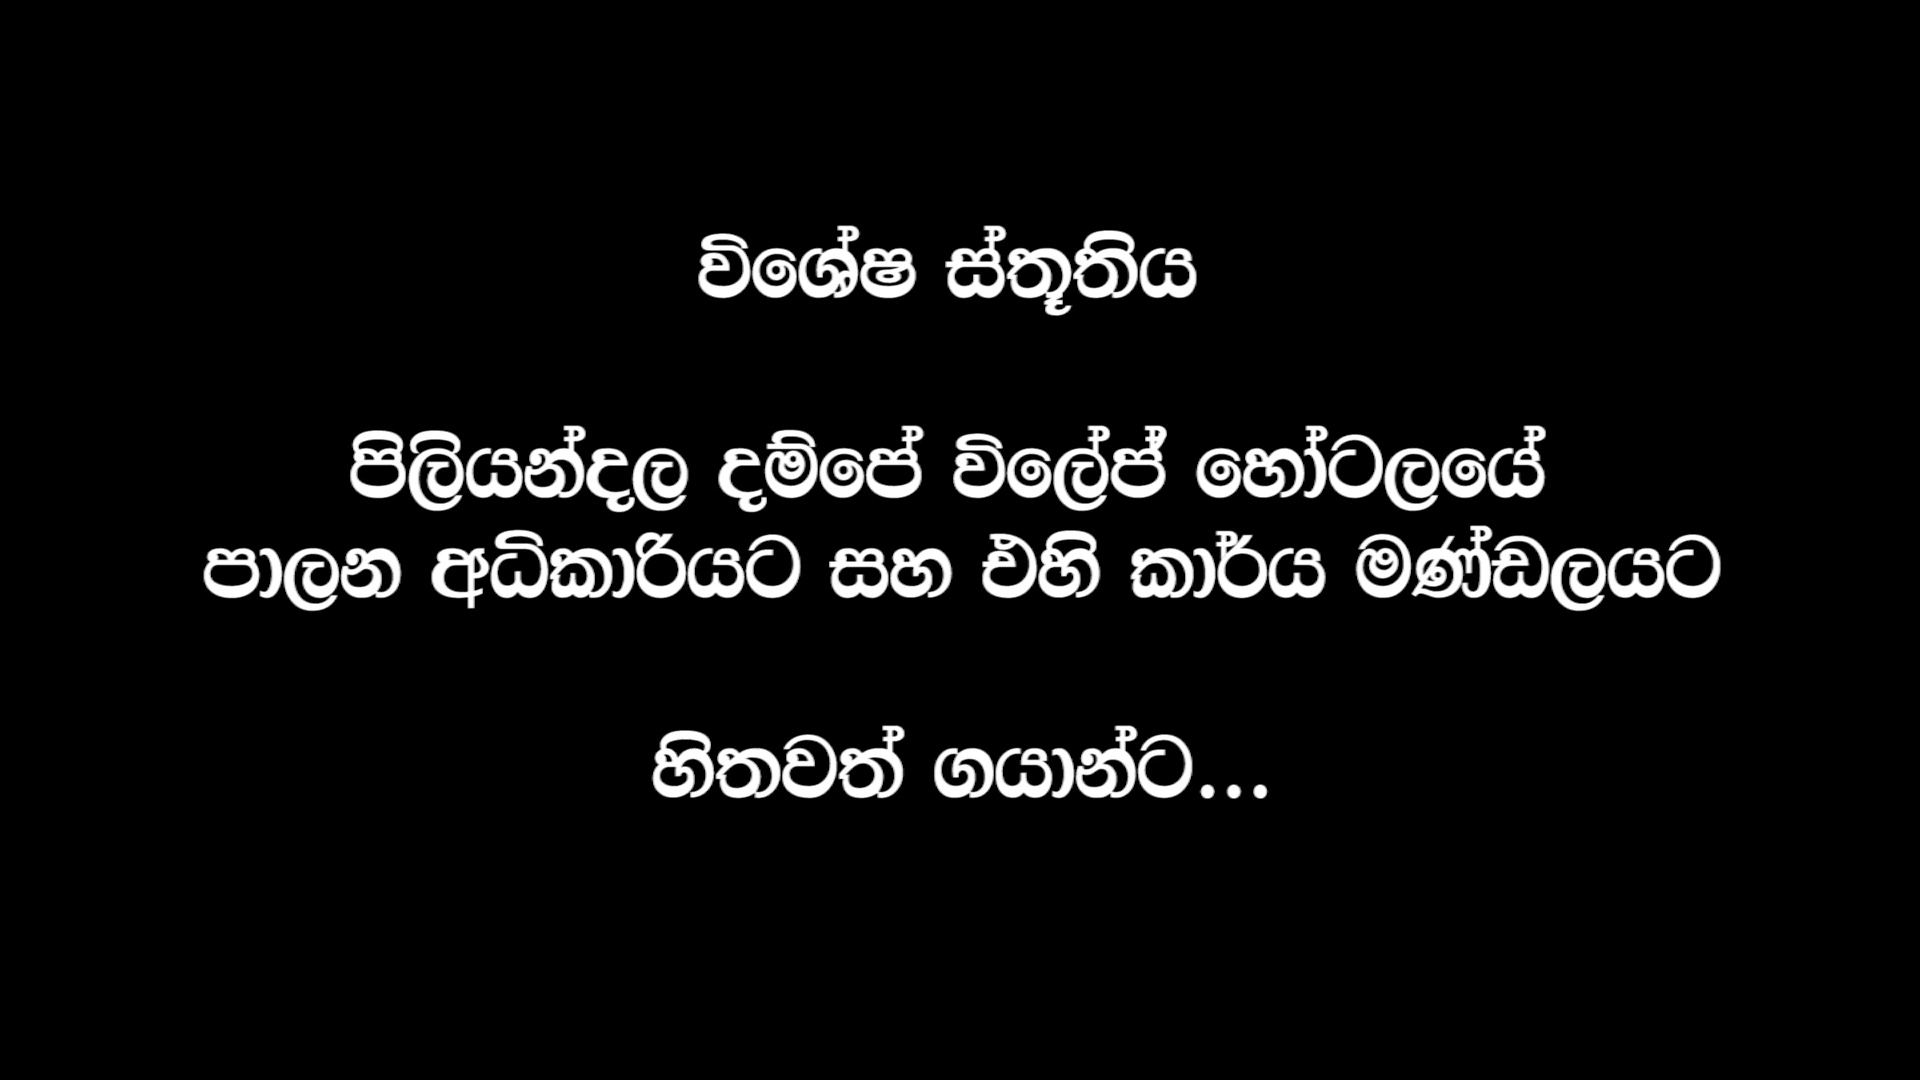 විශේෂ ස්තූතිය
පිලියන්දල දම්පේ විලේජ් හෝටලයේ
පාලන අධිකාරියට සහ එහි කාර්ය මණ්ඩලයට
හිතවත් ගයාන්ට...